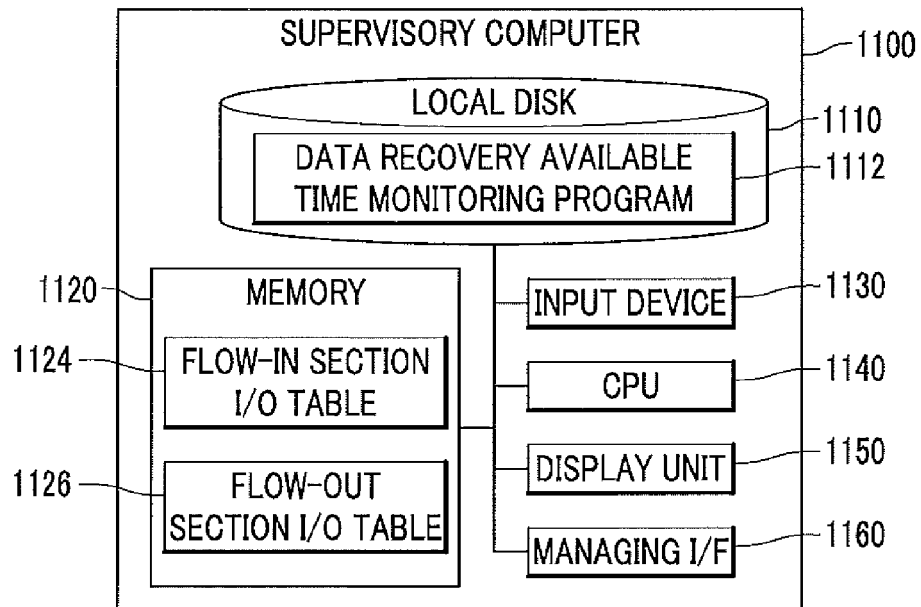 SUPERVISORY COMPUTER
1100
LOCAL DISK
1110
DATA RECOVERY AVAILABLE
TIME MONITORING PROGRAM
1112
1120
MEMORY
1124
FLOW-IN SECTION
I/O TABLE
1126
FLOW-OUT
SECTION I/O TABLE
INPUT DEVICE
1130
CPU
1140
DISPLAY UNIT
1150
MANAGING I/F
1160